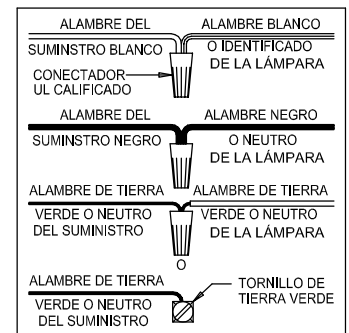 ALAMBRE DEL ALAMBRE BLANCO
SUMINSTRO BLANCO O IDENTIFICADO
DE LA LÁMPARA
CONECTADOR
UL CALIFICADO
ALAMBRE DEL ALAMBRE NEGRO
SUMINSTRO NEGRO O NEUTRO
DE LA LÁMPARA
ALAMBRE DE TIERRA ALAMBRE DE TIERRA
VERDE O NEUTRO VERDE O NEUTRO
DEL SUMINISTRO DE LA LÁMPARA
O
ALAMBRE DE TIERRA
VERDE O NEUTRO
DEL SUMINISTRO
TORNILLO DE
TIERRA VERDE